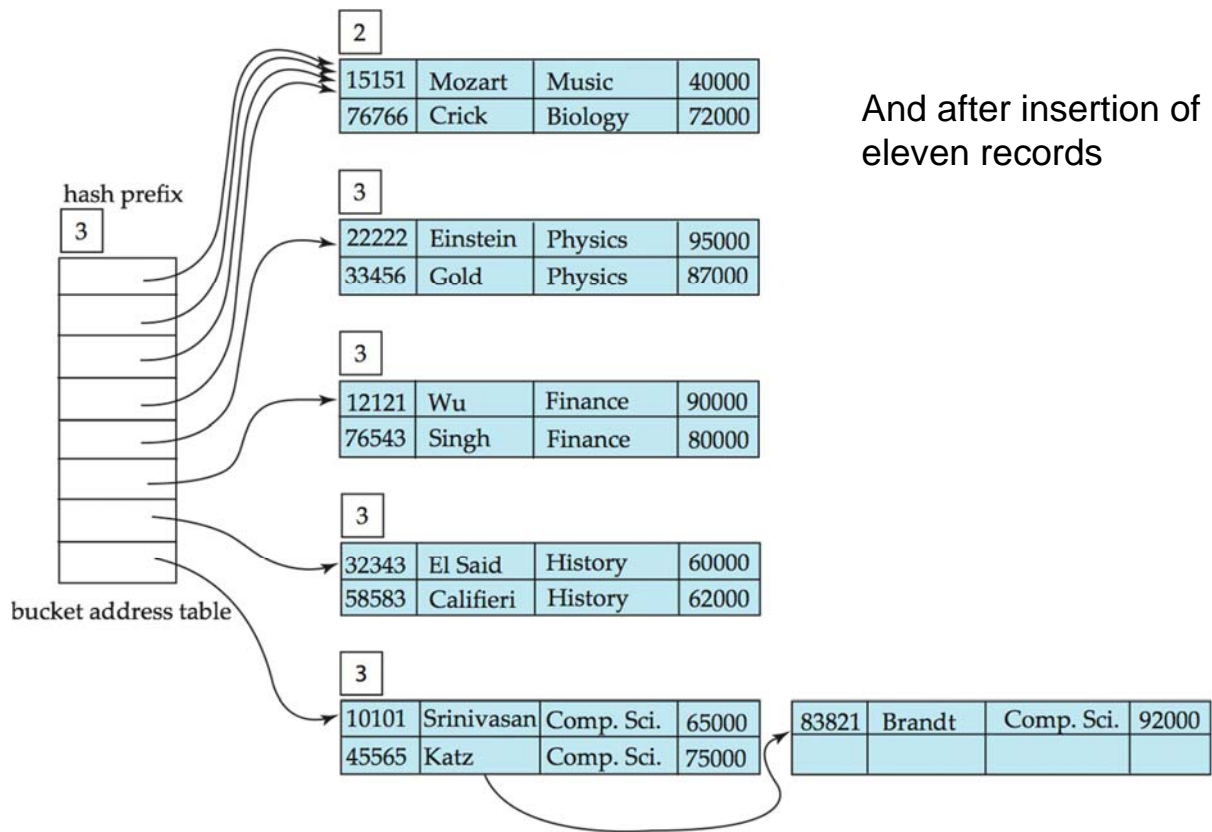 2
15151 Mozart Music 40000
76766 Crick Biology 72000
And after insertion of
eleven records
hash prefix
3
3
22222 Einstein Physics 95000
33456 Gold Physics 87000
3
12121 Wu Finance 90000
76543 Singh Finance 80000
3
32343 El Said History 60000
58583 Califieri History 62000
bucket address table
3
10101 Srinivasan Comp. Sci. 65000
45565 Katz Comp. Sci. 75000
83821 Brandt Comp. Sci. 92000